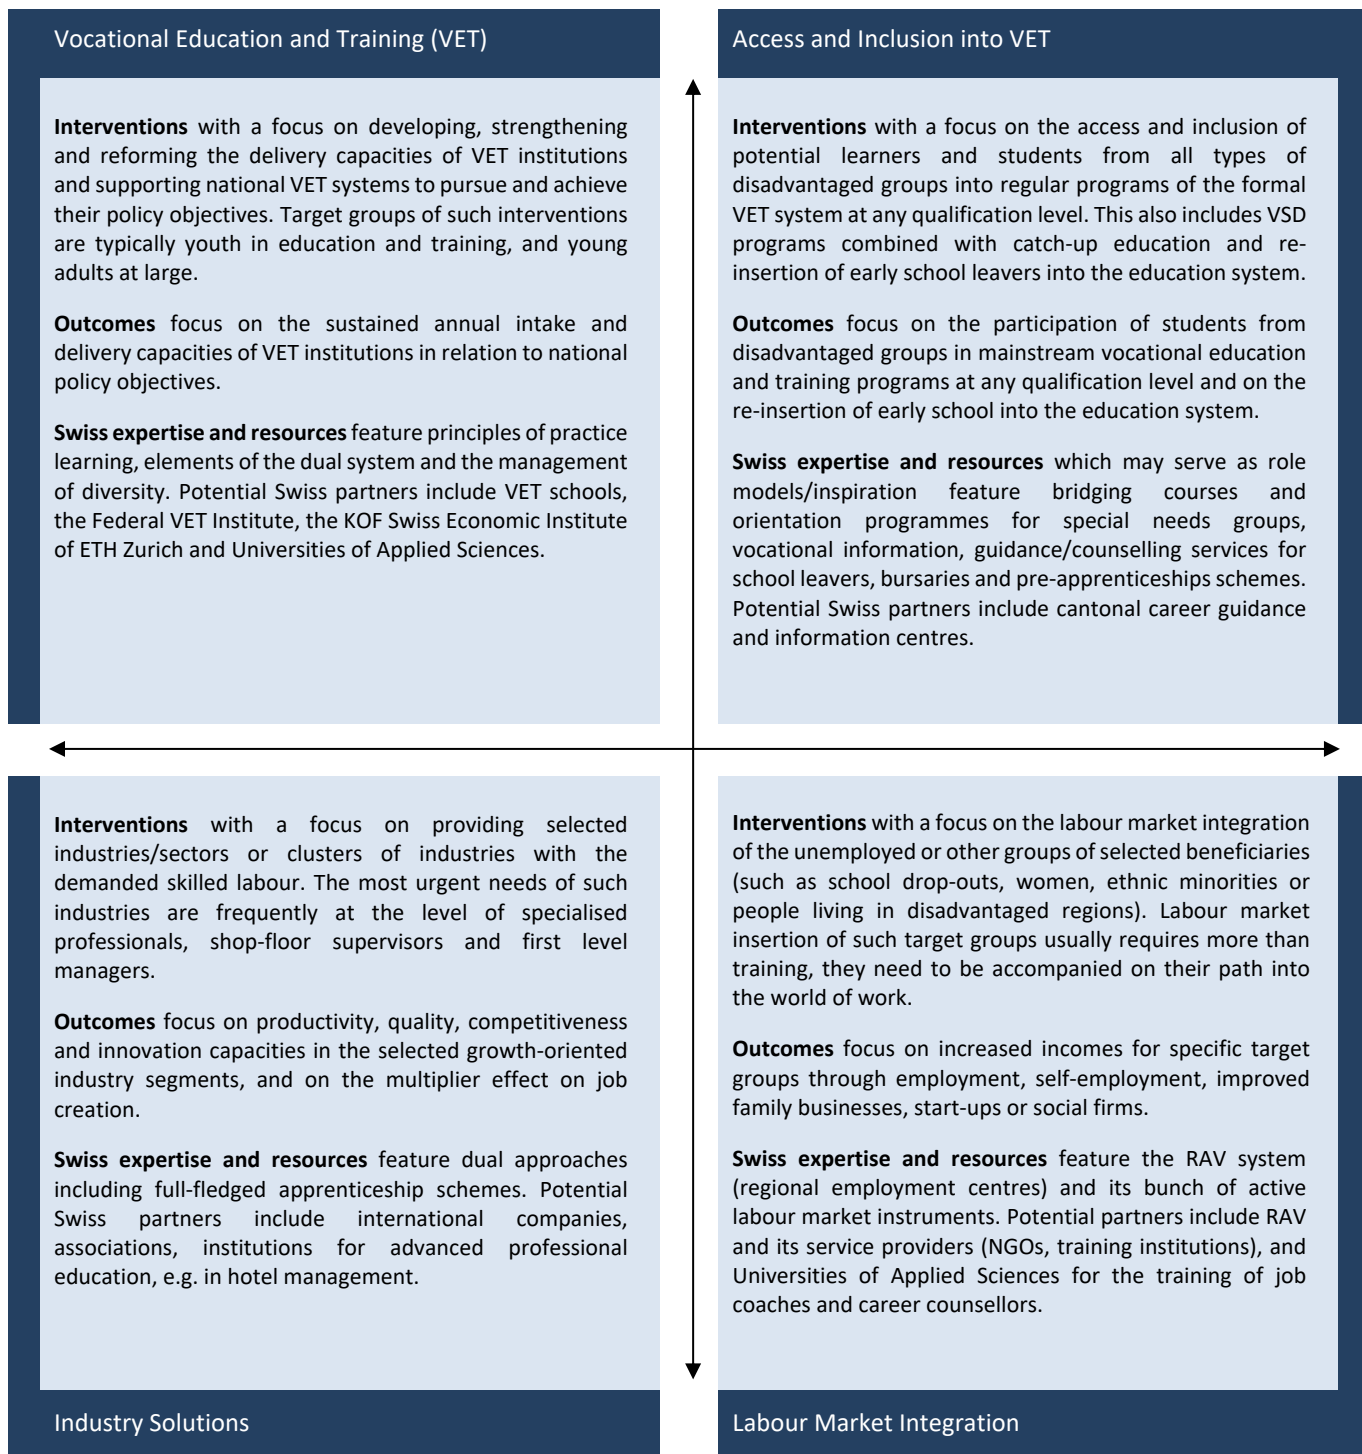 Vocational Education and Training (VET)
Interventions with a focus on developing, strengthening
and reforming the delivery capacities of VET institutions
and supporting national VET systems to pursue and achieve
their policy objectives. Target groups of such interventions
are typically youth in education and training, and young
adults at large.
Outcomes focus on the sustained annual intake and
delivery capacities of VET institutions in relation to national
policy objectives.
Swiss expertise and resources feature principles of practice
learning, elements of the dual system and the management
of diversity. Potential Swiss partners include VET schools,
the Federal VET Institute, the KOF Swiss Economic Institute
of ETH Zurich and Universities of Applied Sciences.
Access and Inclusion into VET
Interventions with a focus on the access and inclusion of
potential learners and students from all types of
disadvantaged groups into regular programs of the formal
VET system at any qualification level. This also includes VSD
programs combined with catch-up education and re-
insertion of early school leavers into the education system.
Outcomes focus on the participation of students from
disadvantaged groups in mainstream vocational education
and training programs at any qualification level and on the
re-insertion of early school into the education system.
Swiss expertise and resources which may serve as role
models/inspiration feature bridging courses and
orientation programmes for special needs groups,
vocational information, guidance/counselling services for
school leavers, bursaries and pre-apprenticeships schemes.
Potential Swiss partners include cantonal career guidance
and information centres.
Interventions with a focus on providing selected
industries/sectors or clusters of industries with the
demanded skilled labour. The most urgent needs of such
industries are frequently at the level of specialised
professionals, shop-floor supervisors and first level
managers.
Outcomes focus on productivity, quality, competitiveness
and innovation capacities in the selected growth-oriented
industry segments, and on the multiplier effect on job
creation.
Swiss expertise and resources feature dual approaches
including full-fledged apprenticeship schemes. Potential
Swiss partners include international companies,
associations, institutions for advanced professional
education, e.g. in hotel management.
Industry Solutions
Interventions with a focus on the labour market integration
of the unemployed or other groups of selected beneficiaries
(such as school drop-outs, women, ethnic minorities or
people living in disadvantaged regions). Labour market
insertion of such target groups usually requires more than
training, they need to be accompanied on their path into
the world of work.
Outcomes focus on increased incomes for specific target
groups through employment, self-employment, improved
family businesses, start-ups or social firms.
Swiss expertise and resources feature the RAV system
(regional employment centres) and its bunch of active
labour market instruments. Potential partners include RAV
and its service providers (NGOs, training institutions), and
Universities of Applied Sciences for the training of job
coaches and career counsellors.
Labour Market Integration